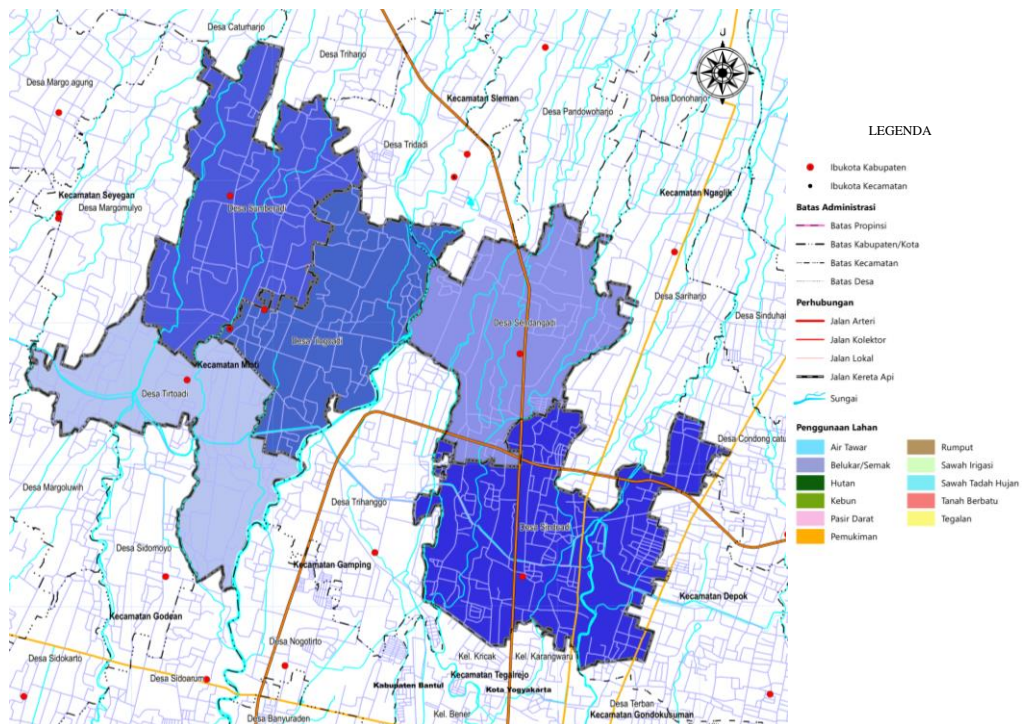 Desa Caturharjo
Desa Triharjo
U
Desa Margo agung
Kecamatan Sleman
Desa Donoharjo
Desa Pandowoharjo
Desa Tridadi
Kecamatan Seyegan
Desa Margomulyo
Desa Sumberadi
Kecamatan Ngaglik
Desa Sariharjo
Desa Sinduhar
Desa Sendangadi
Desa Tlogoadi
Kecamatan Mlati
Desa Tirtoadi
Desa Condong catu
Desa Margoluwih
Desa Trihanggo
Desa Sinduadi
Desa Sidomoyo
Kecamatan Gamping
Kecamatan Depok
Kecamatan Godean
Desa Nogotirto
Desa Sidokarto
Kel. Kricak
Kel. Karangwaru
Kecamatan Tegalrejo
Desa Sidoarum
Kabupaten Bantul
Kota Yogyakarta
Desa Terban
Desa Banyuraden
Kel. Bener
Kecamatan Gondokusuman
LEGENDA
Ibukota Kabupaten
Ibukota Kecamatan
Batas Administrasi
Batas Propinsi
Batas Kabupaten/Kota
Batas Kecamatan
Batas Desa
Perhubungan
Jalan Arteri
Jalan Kolektor
Jalan Lokal
Jalan Kereta Api
Sungai
Penggunaan Lahan
Air Tawar
Belukar/Semak
Hutan
Kebun
Pasir Darat
Pemukiman
Rumput
Sawah Irigasi
Sawah Tadah Hujan
Tanah Berbatu
Tegalan